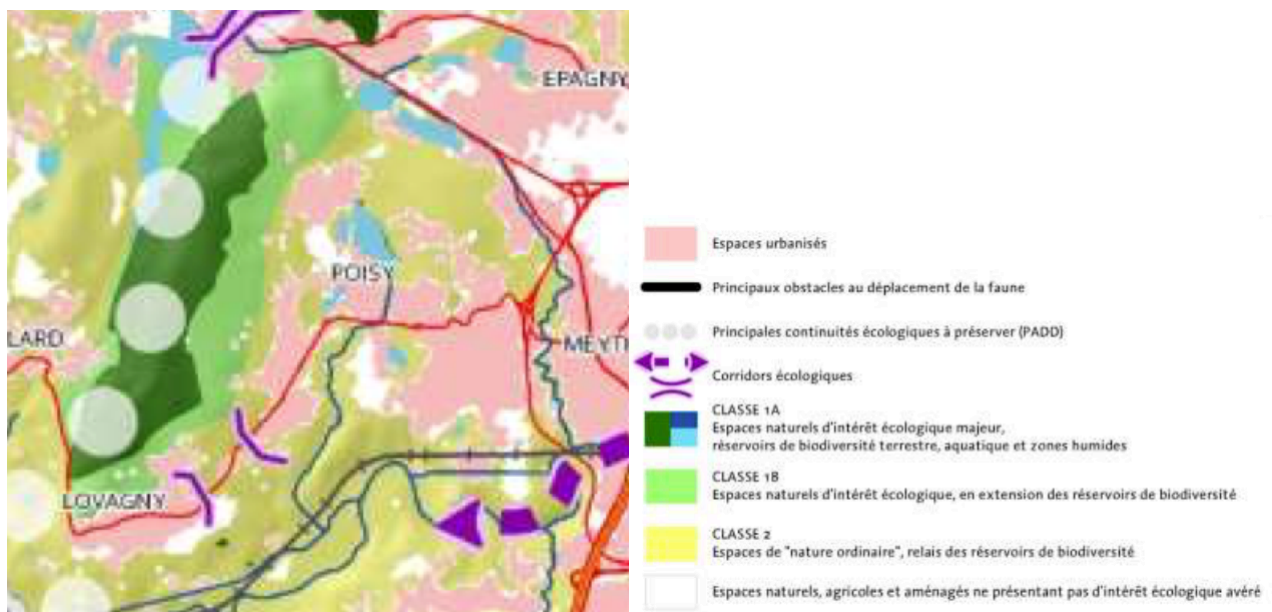 EPAGNY
POISY
LARD
MEYT
LOVAGNY
Espaces urbanisés
Principaux obstacles au déplacement de la faune
Principales continuités écologiques à préserver (PADD)
Corridors écologiques
CLASSE 1A
Espaces naturels d'intérêt écologique majeur,
réservoirs de biodiversité terrestre, aquatique et zones humides
CLASSE 1B
Espaces naturels d'intérêt écologique, en extension des réservoirs de biodiversité
CLASSE 2
Espaces de "nature ordinaire", relais des réservoirs de biodiversité
Espaces naturels, agricoles et aménagés ne présentant pas d'intérêt écologique avéré